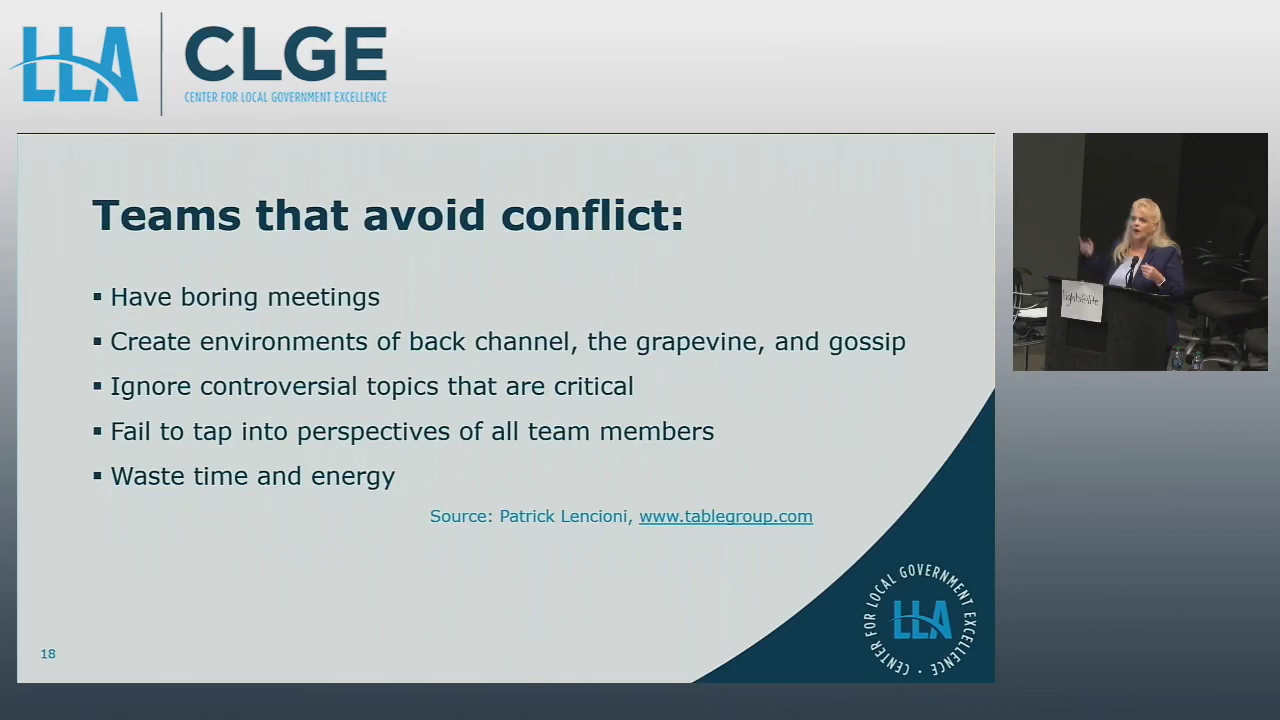 LLA
CLGE
CENTER FOR LOCAL GOVERNMENT EXCELLENCE
Teams that avoid conflict:
▪ Have boring meetings
▪ Create environments of back channel, the grapevine, and gossip
▪ Ignore controversial topics that are critical
▪ Fail to tap into perspectives of all team members
▪ Waste time and energy
Source: Patrick Lencioni, www.tablegroup.com
CENTER FOR LOCAL GOVERNMENT EXCELLENCE
LLA
18